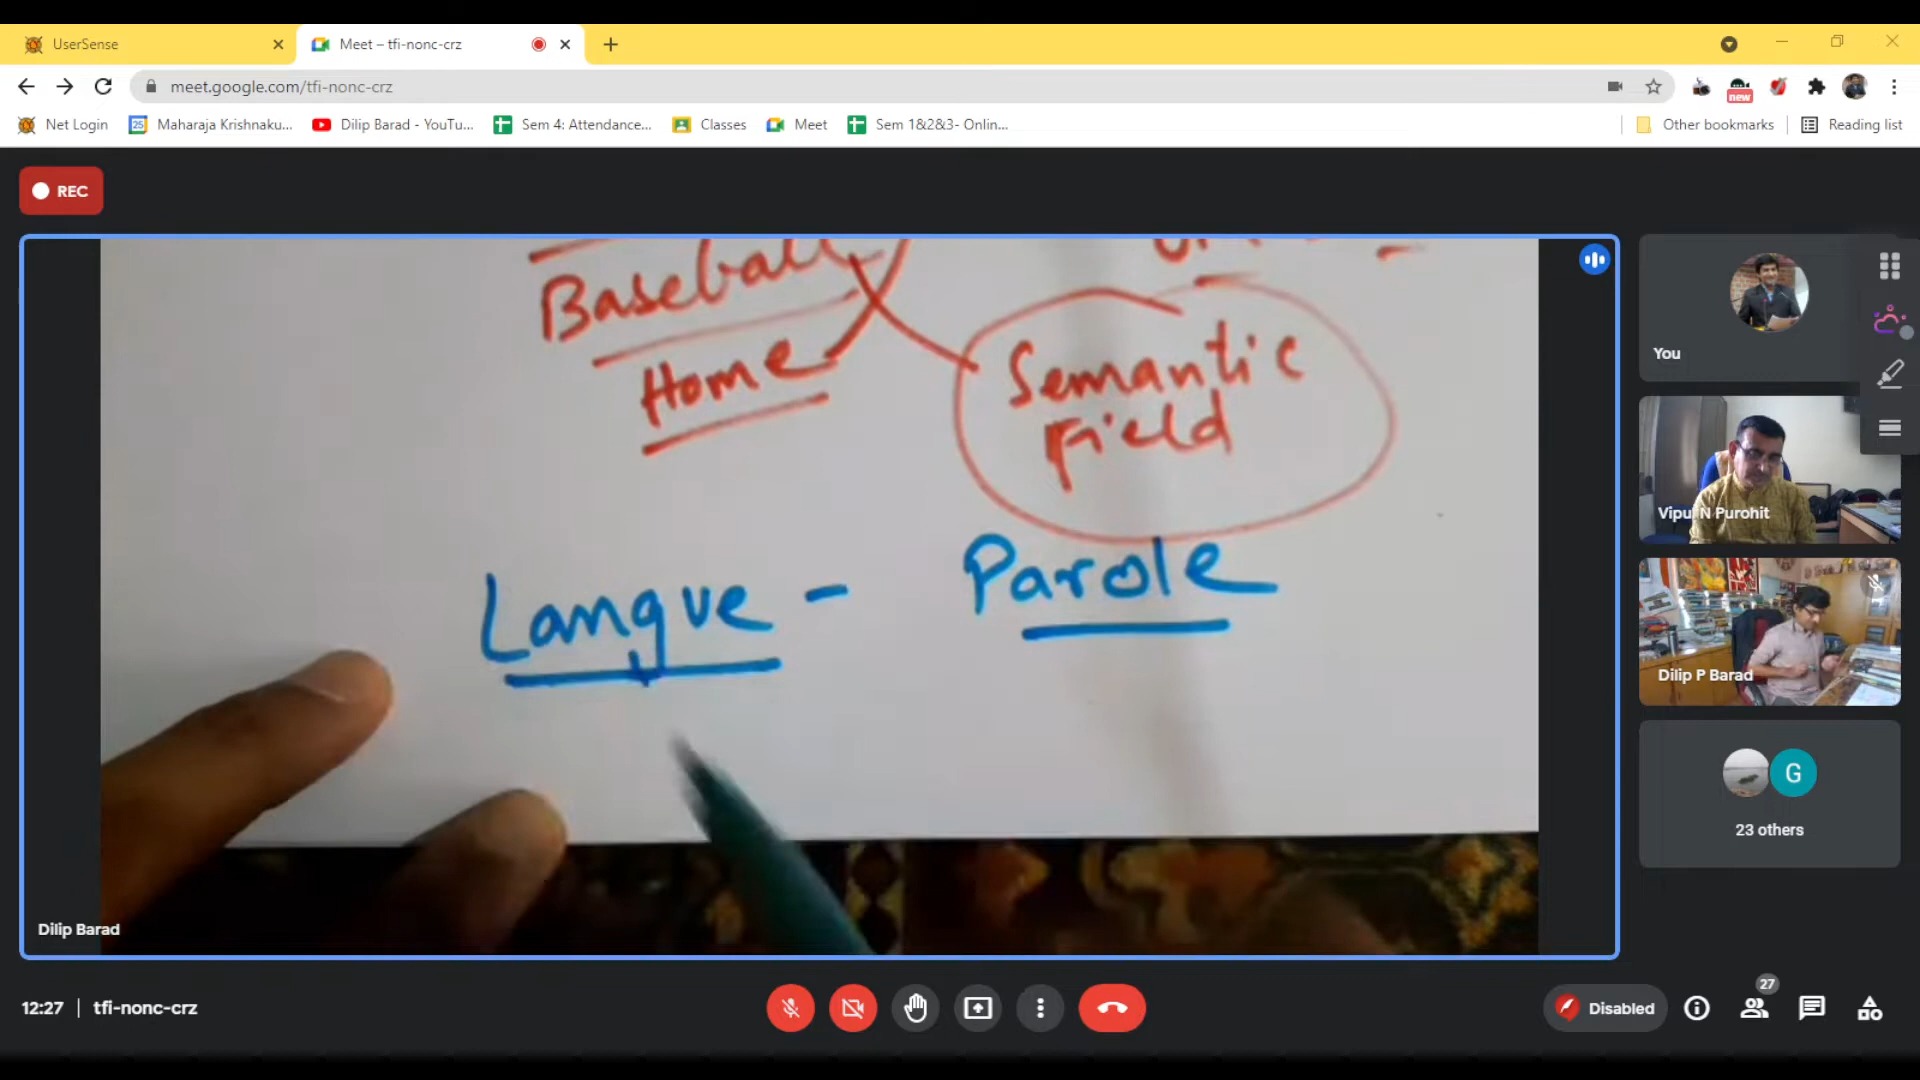 UserSense
Meet – tfi-nonc-crz
meet.google.com/tfi-nonc-crz
new
Net Login
25
Maharaja Krishnaku...
Dilip Barad - YouTu...
Sem 4: Attendance...
Classes
Meet
Sem 1&2&3- Onlin...
Other bookmarks
Reading list
REC
Baseball
Home
Semantic
Field
Langue - Parole
Dilip Barad
You
Vipul N Purohit
Dilip P Barad
G
23 others
12:27 | tfi-nonc-crz
Disabled
27